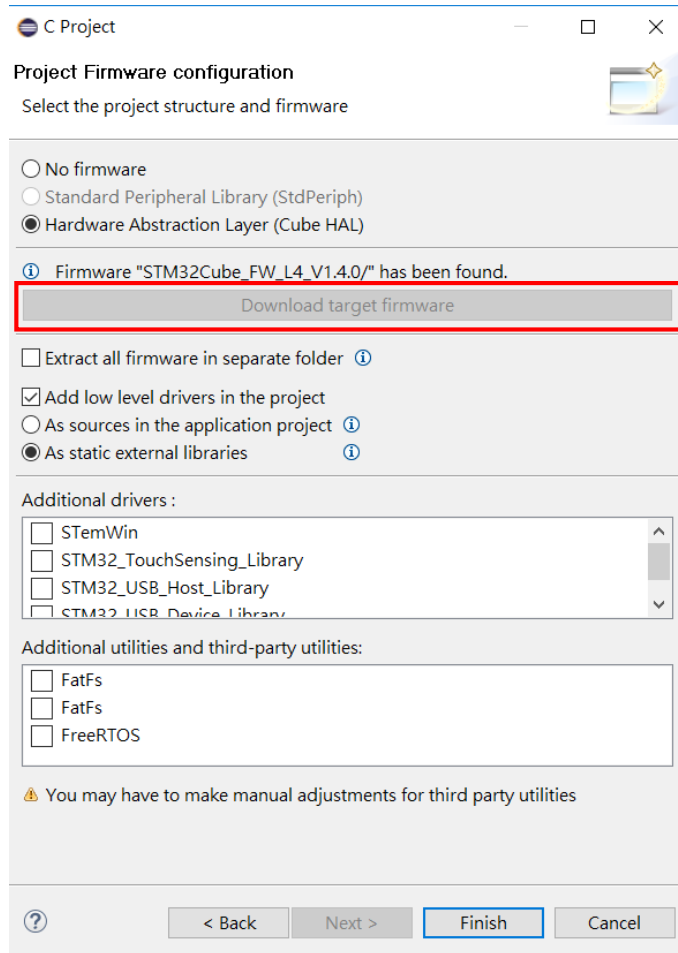 C Project
Project Firmware configuration
Select the project structure and firmware
No firmware
Standard Peripheral Library (StdPeriph)
Hardware Abstraction Layer (Cube HAL)
Firmware "STM32Cube_FW_L4_V1.4.0/" has been found.
Download target firmware
Extract all firmware in separate folder
Add low level drivers in the project
As sources in the application project
As static external libraries
Additional drivers :
STemWin
STM32_TouchSensing_Library
STM32_USB_Host_Library
STM32_USB_Device_Library
Additional utilities and third-party utilities:
FatFs
FatFs
FreeRTOS
You may have to make manual adjustments for third party utilities
< Back Next > Finish Cancel